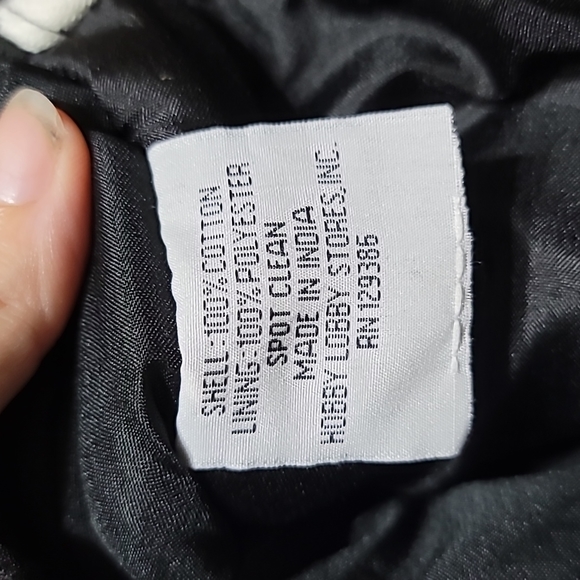 SHELL:100% COTTON
LINING:100% POLYESTER
SPOT CLEAN
MADE IN INDIA
HOBBY LOBBY STORES, INC.
RN 129386